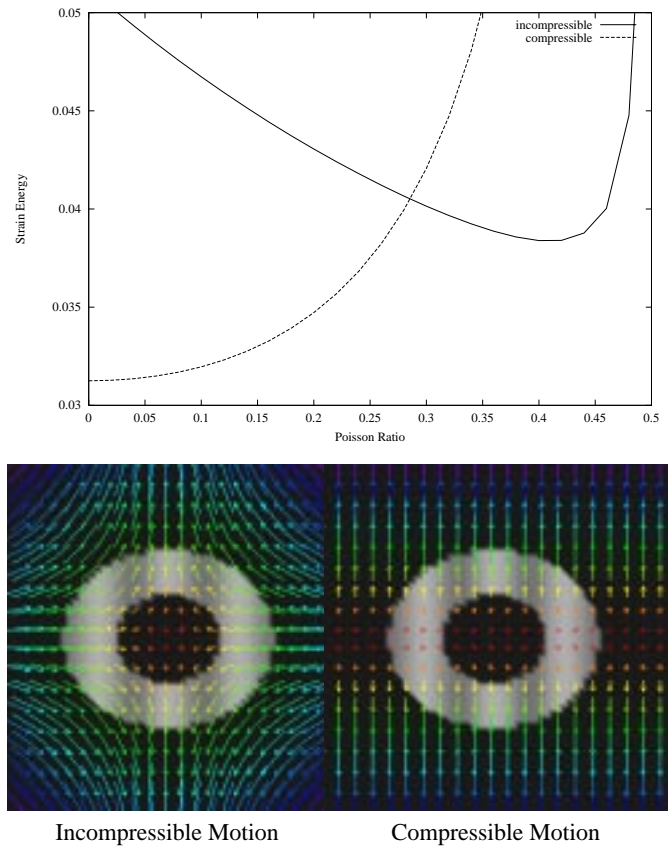 0.05
0.045
0.04
0.035
0.03
Strain Energy
incompressible
compressible
0 0.05 0.1 0.15 0.2 0.25 0.3 0.35 0.4 0.45 0.5
Poisson Ratio
Incompressible Motion Compressible Motion